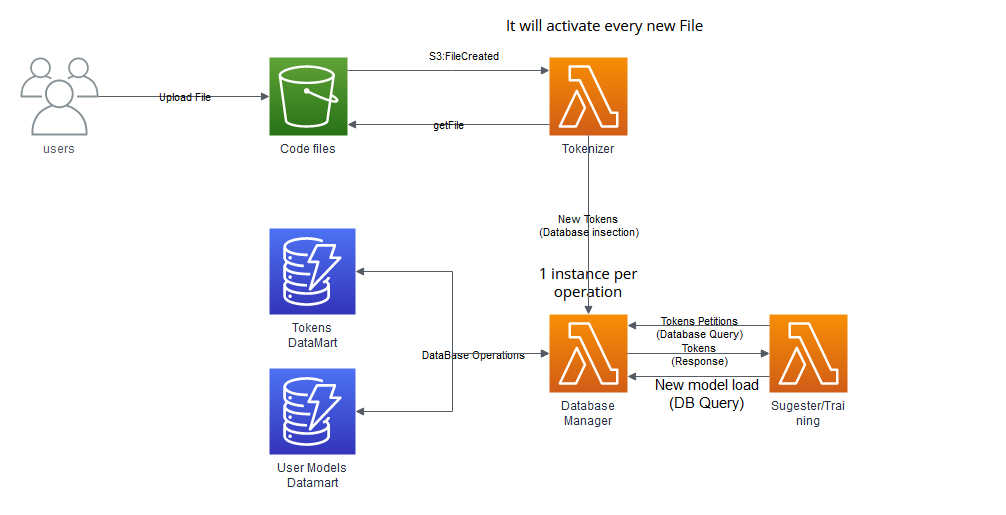 It will activate every new File
S3:FileCreated
Upload File
getFile
users
Code files
Tokenizer
New Tokens
(Database insection)
1 instance per
operation
Tokens
DataMart
DataBase Operations
Tokens Petitions
(Database Query)
Tokens
(Response)
New model load
(DB Query)
Database
Manager
Sugester/Trai
ning
User Models
Datamart